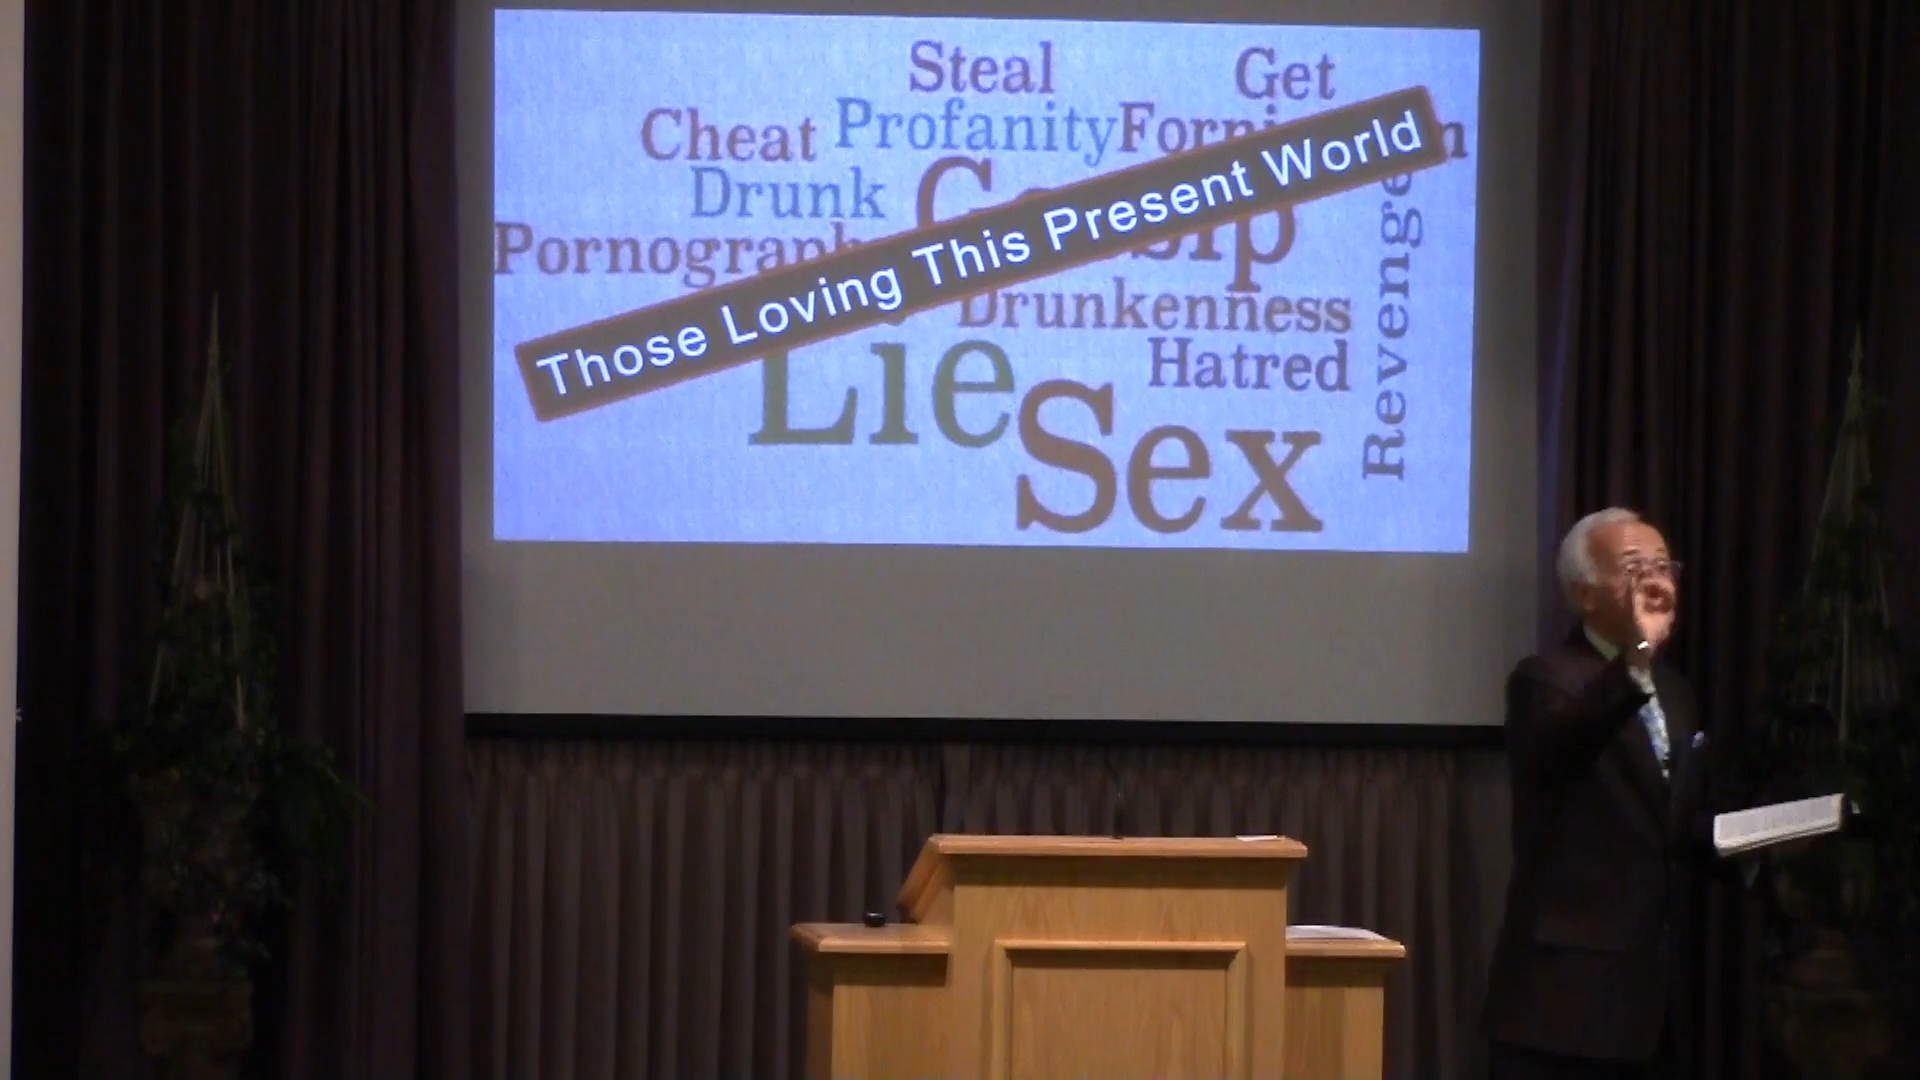 Steal Get
Cheat Profanity
Drunk
Those Loving This Present World
Drunkenness
Hatred
Revenge
Lie
Sex